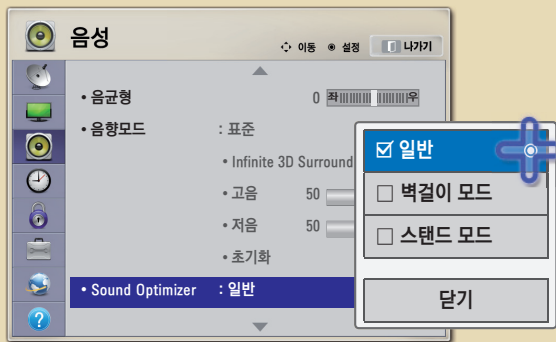 음성
이동 설정 나가기
• 음균형 0 좌 우
• 음향모드 : 표준
• Infinite 3D Surround
• 고음 50
• 저음 50
• 초기화
• Sound Optimizer : 일반
☑ 일반
□ 벽걸이 모드
□ 스탠드 모드
닫기
?